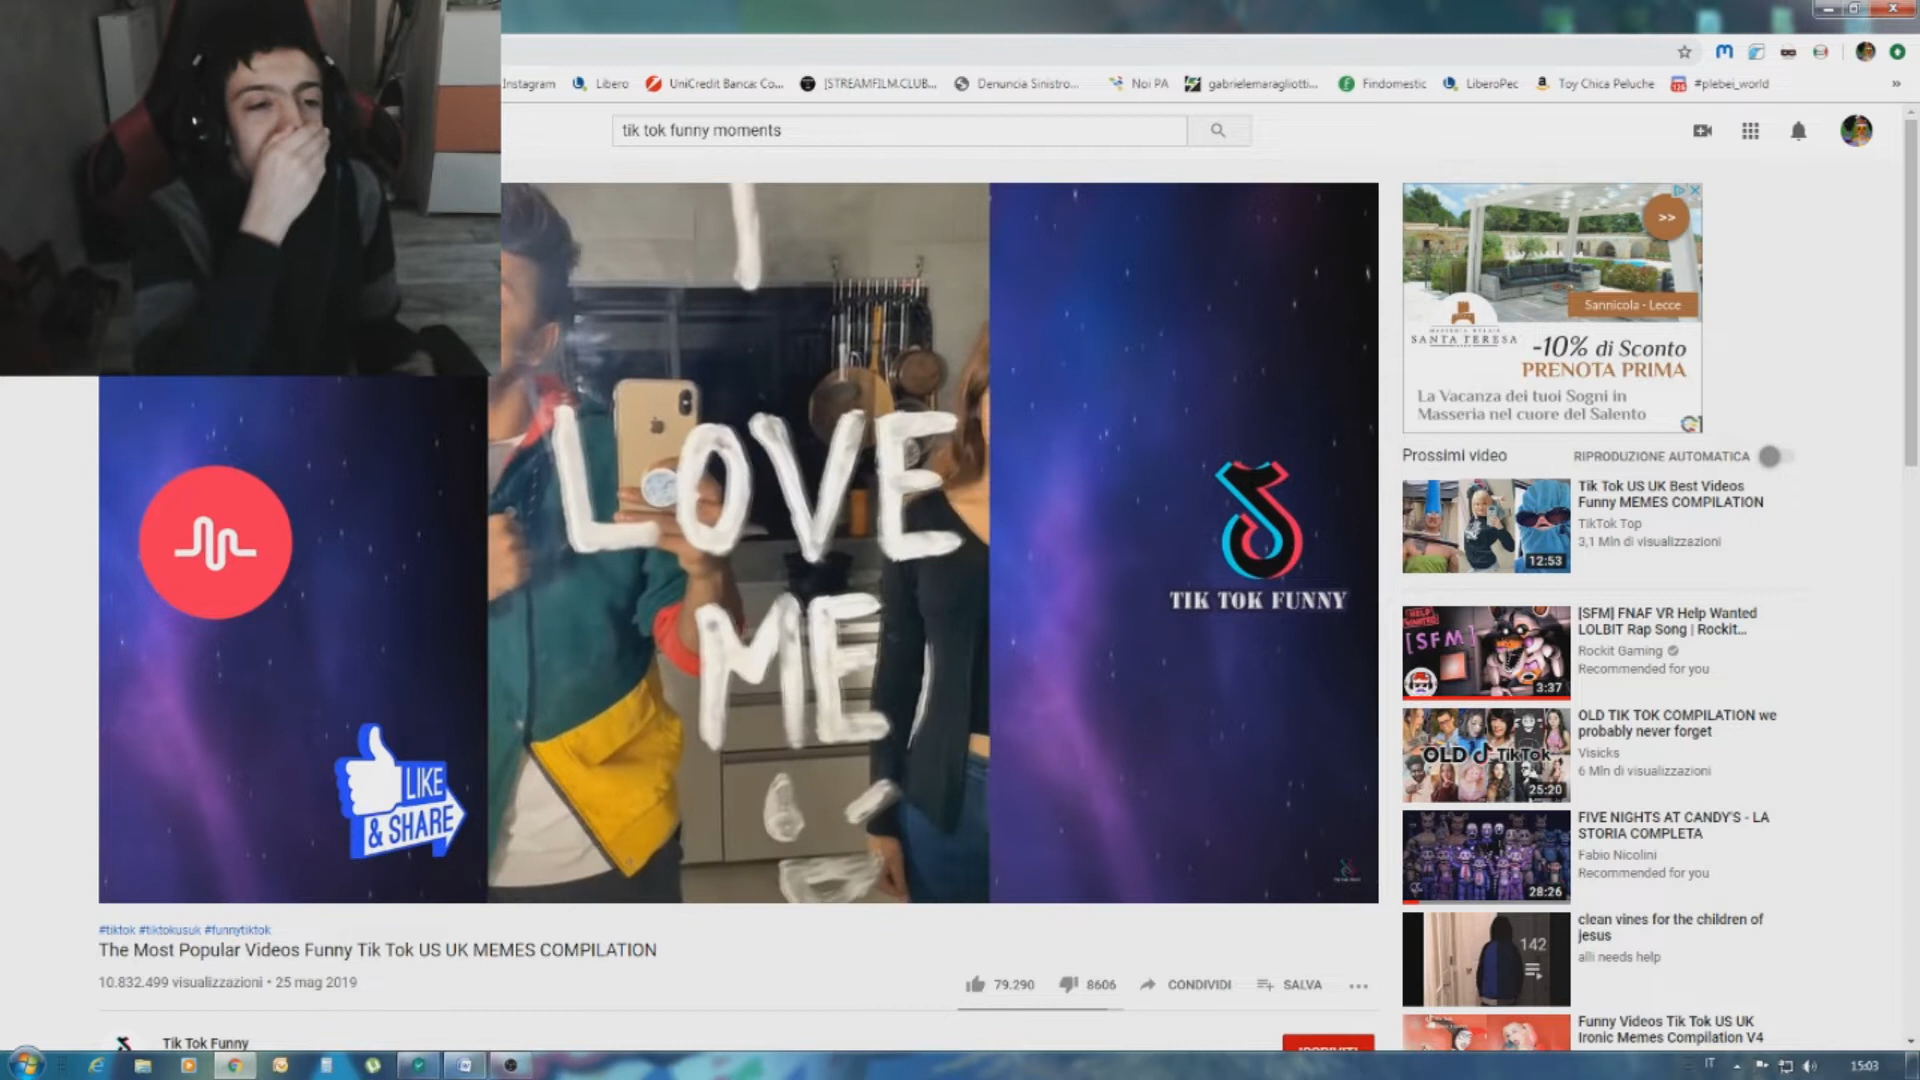 Instagram
Libero
UniCredit Banca: Co...
[STREAMFILM.CLUB...
Denuncia Sinistro...
Noi PA
gabrielemaragliotti...
Findomestic
LiberoPec
Toy Chica Peluche
#plebei_world
»
tik tok funny moments
I
LOVE
ME
LIKE
& SHARE
TIK TOK FUNNY
>>
Sannicola - Lecce
SANTA TERESA
-10% di Sconto
PRENOTA PRIMA
La Vacanza dei tuoi Sogni in
Masseria nel cuore del Salento
Prossimi video
RIPRODUZIONE AUTOMATICA
Tik Tok US UK Best Videos
Funny MEMES COMPILATION
TikTok Top
3,1 Mln di visualizzazioni
12:53
[SFM]
[SFM] FNAF VR Help Wanted
LOLBIT Rap Song | Rockit...
Rockit Gaming
Recommended for you
3:37
OLD TikTok
OLD TIK TOK COMPILATION we
probably never forget
Visicks
6 Mln di visualizzazioni
25:20
FIVE NIGHTS AT CANDY'S - LA
STORIA COMPLETA
Fabio Nicolini
Recommended for you
28:26
clean vines for the children of
jesus
alli needs help
142
Funny Videos Tik Tok US UK
Ironic Memes Compilation V4
#tiktok #tiktokusuk #funnytiktok
The Most Popular Videos Funny Tik Tok US UK MEMES COMPILATION
10.832.499 visualizzazioni • 25 mag 2019
79.290
8606
CONDIVIDI
SALVA
Tik Tok Funny
IT
15:03